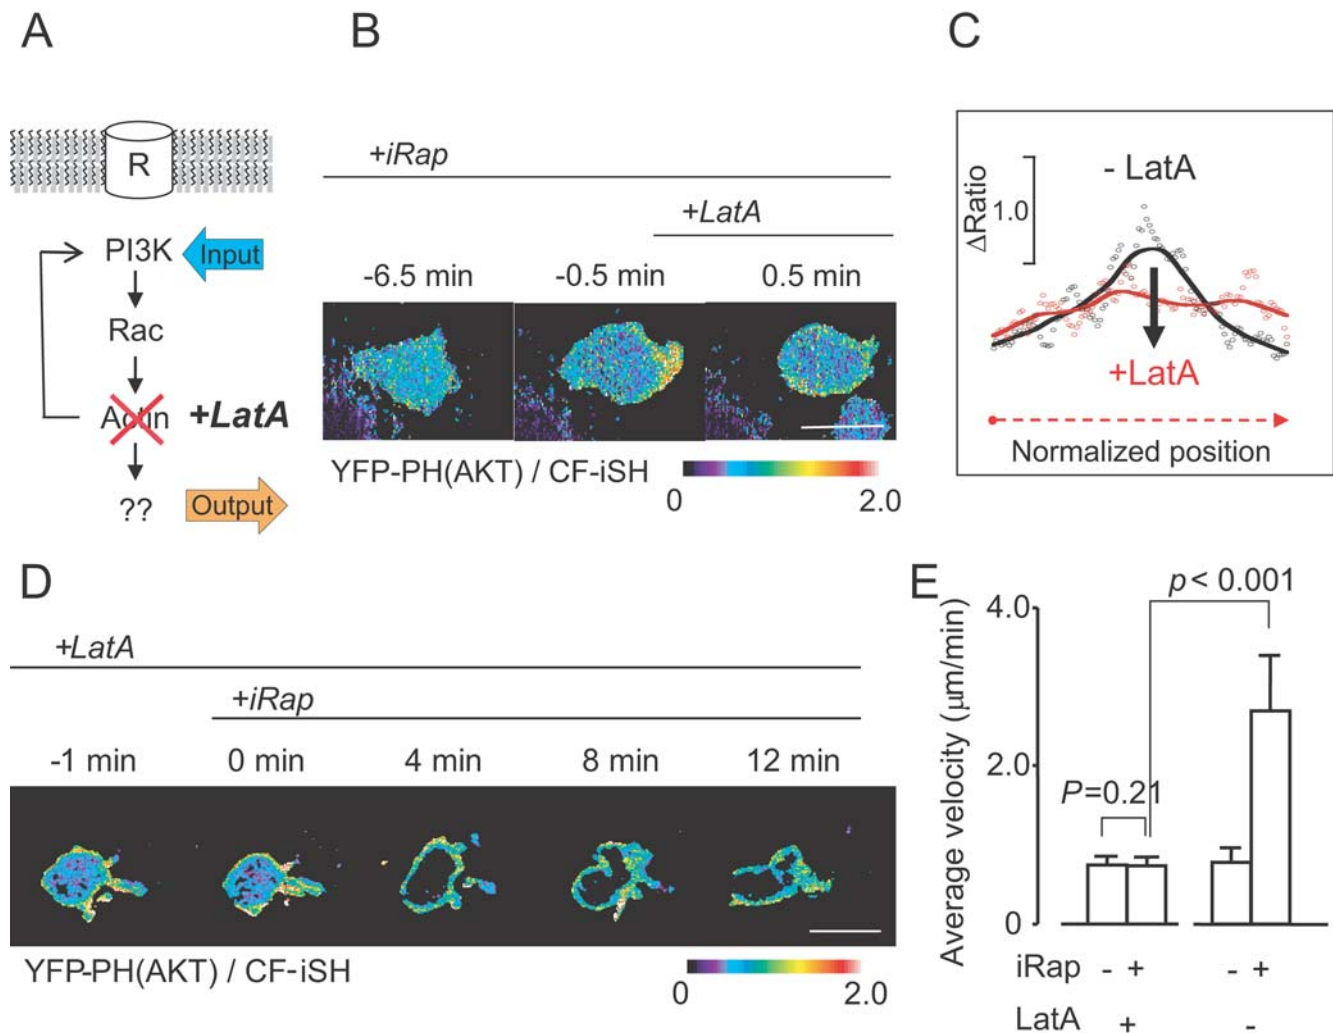 A
B
C
R
PI3K
Input
Rac
Actin
+LatA
??
Output
+iRap
+LatA
-6.5 min
-0.5 min
0.5 min
YFP-PH(AKT) / CF-iSH
0
2.0
ΔRatio
1.0
- LatA
+LatA
Normalized position
D
+LatA
+iRap
-1 min
0 min
4 min
8 min
12 min
YFP-PH(AKT) / CF-iSH
0
2.0
E
p< 0.001
4.0
Average velocity (μm/min)
2.0
P=0.21
0
iRap - + - +
LatA + -